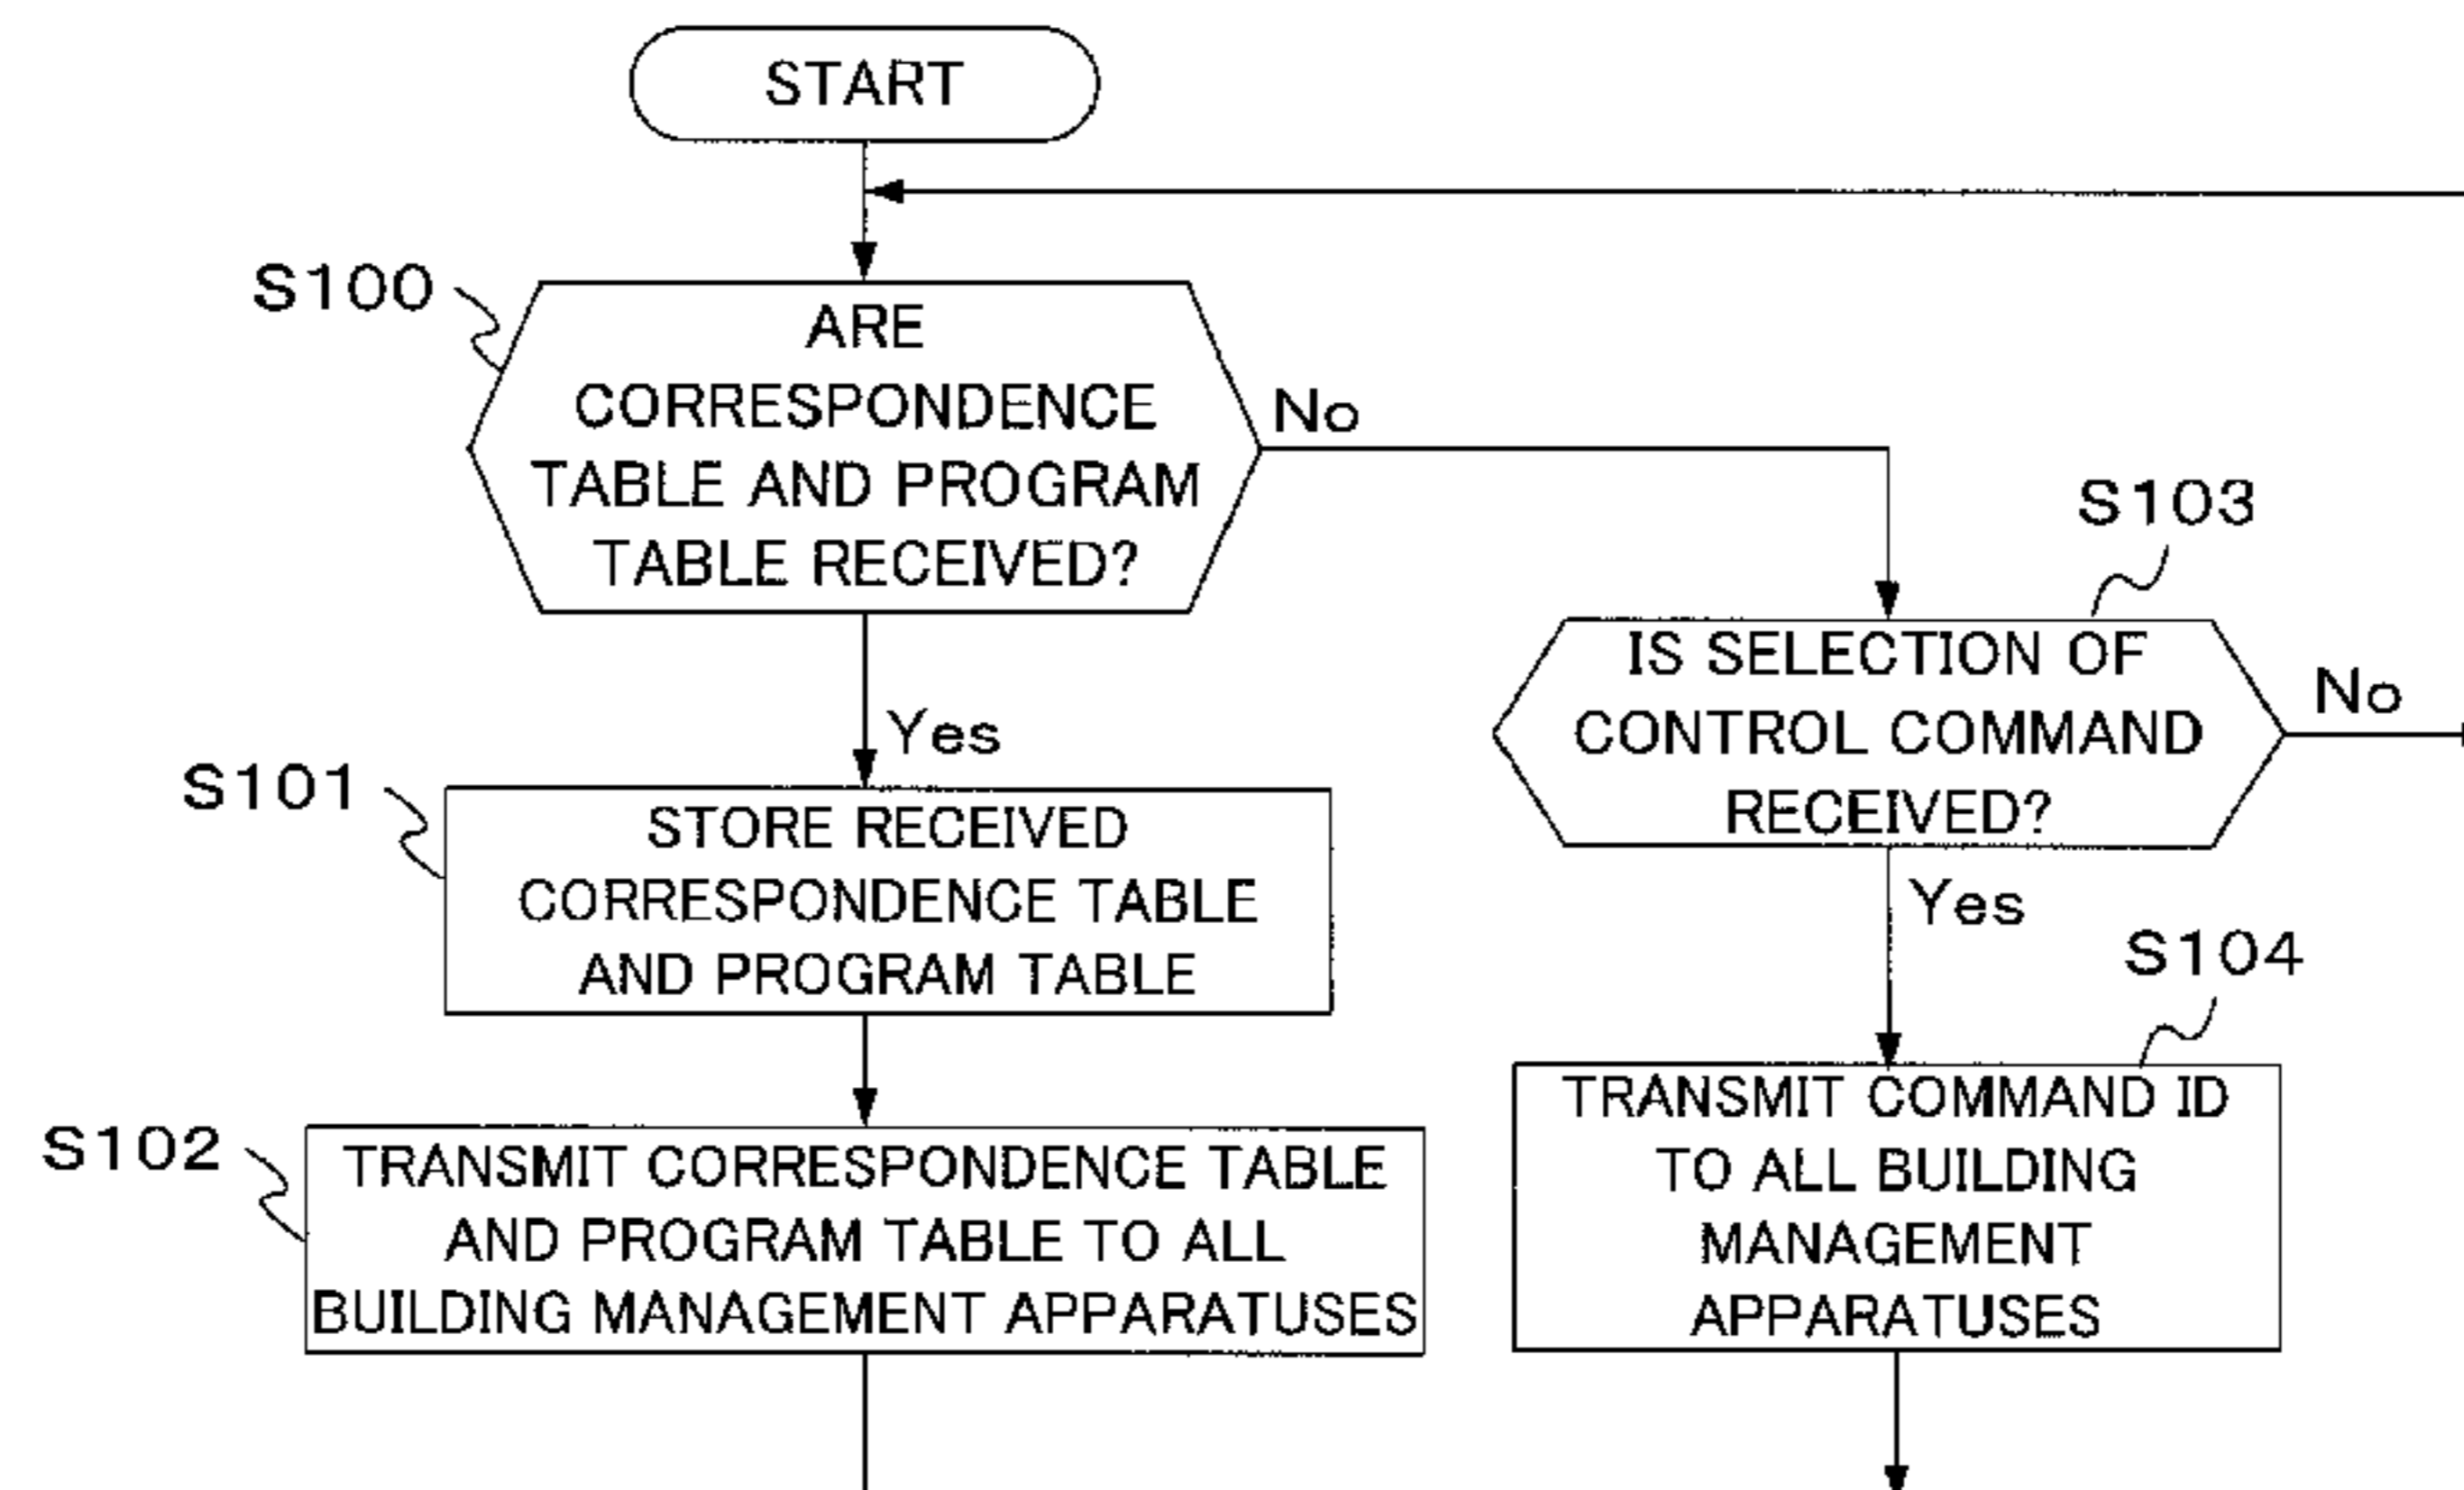 START
S100
ARE
CORRESPONDENCE
TABLE AND PROGRAM
TABLE RECEIVED?
No
Yes
S101
STORE RECEIVED
CORRESPONDENCE TABLE
AND PROGRAM TABLE
S102
TRANSMIT CORRESPONDENCE TABLE
AND PROGRAM TABLE TO ALL
BUILDING MANAGEMENT APPARATUSES
S103
IS SELECTION OF
CONTROL COMMAND
RECEIVED?
No
Yes
S104
TRANSMIT COMMAND ID
TO ALL BUILDING
MANAGEMENT
APPARATUSES